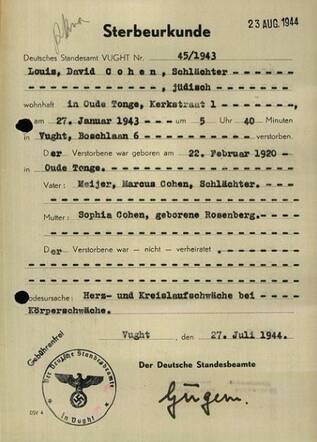 23 AUG. 1944
Sterbeurkunde
Deutsches Standesamt VUGHT Nr. 45/1943
Louis, David Cohen, Schlächter - - - - - -
- - - - - - - - - - - - , jüdisch - - - - - - -
wohnhaft in Oude Tonge, Kerkstraat 1 - - - - -,
am 27. Januar 1943 - - um 5 Uhr 40 Minuten
in Vught, Boschlaan 6 - - - - - - verstorben.
Der Verstorbene war geboren am 22. Februar 1920-
in Oude Tonge. - - - - - - - - - - - - - - -
Vater: Meijer, Marcus Cohen, Schlächter. - - - -
Mutter: Sophia Cohen, geborene Rosenberg. - - - -
Der Verstorbene war — nicht — verheiratet
Todesursache: Herz- und Kreislaufschwäche bei - - -
Körperschwäche. - - - - - - - - - - - - - - -
Vught, den 27. Juli 1944.
Gebührenfrei
Der Deutsche Standesbeamte
Der Deutsche Standesbeamte
in Vught
DSV 4